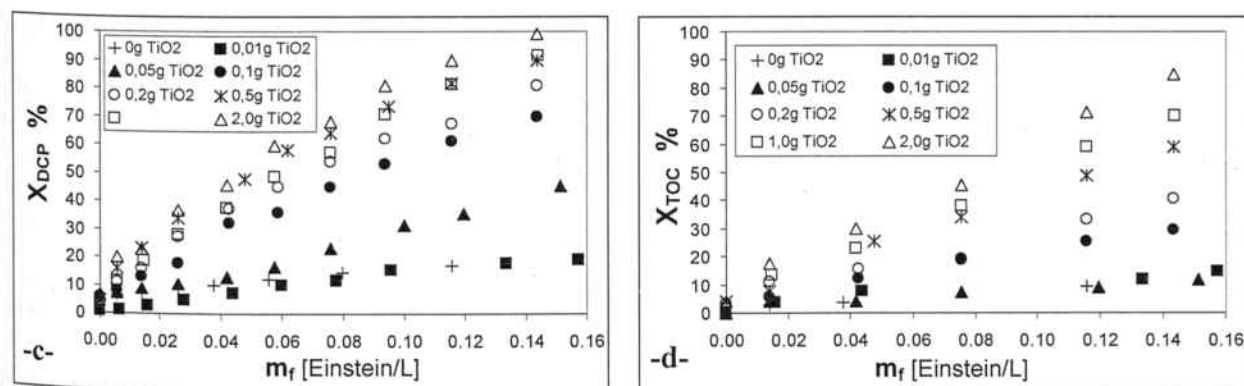 100
90
80
70
60
50
40
30
20
10
0
X_DCP %
0g TiO2 0,01g TiO2
0,05g TiO2 0,1g TiO2
0,2g TiO2 0,5g TiO2
2,0g TiO2
0.00 0.02 0.04 0.06 0.08 0.10 0.12 0.14 0.16
-c-
m_f [Einstein/L]
100
90
80
70
60
50
40
30
20
10
0
X_TOC %
0g TiO2 0,01g TiO2
0,05g TiO2 0,1g TiO2
0,2g TiO2 0,5g TiO2
1,0g TiO2 2,0g TiO2
0.00 0.02 0.04 0.06 0.08 0.10 0.12 0.14 0.16
-d-
m_f [Einstein/L]